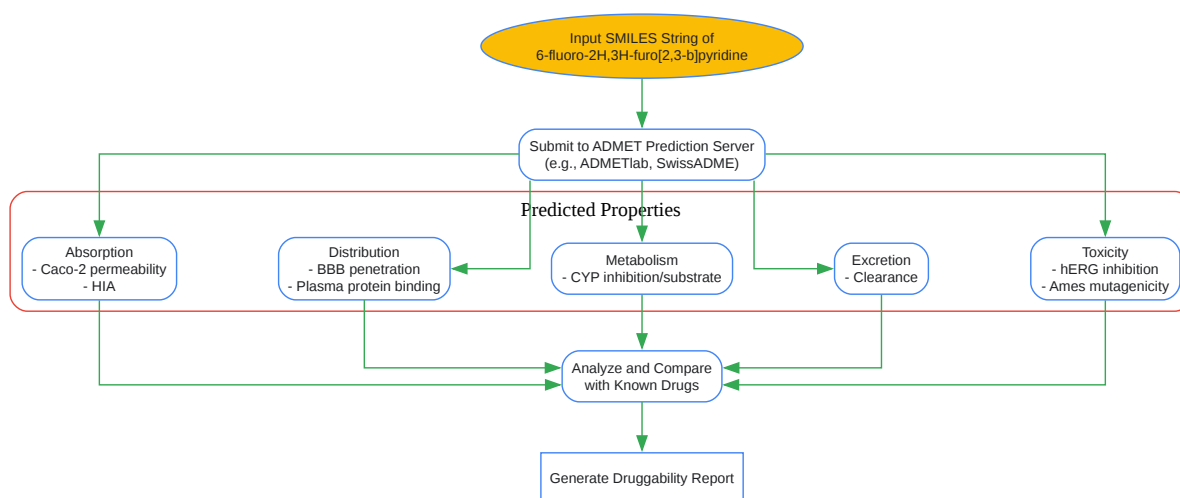 Input SMILES String of
6-fluoro-2H,3H-furo[2,3-b]pyridine
Submit to ADMET Prediction Server
(e.g., ADMETlab, SwissADME)
Predicted Properties
Absorption
- Caco-2 permeability
- HIA
Distribution
- BBB penetration
- Plasma protein binding
Metabolism
- CYP inhibition/substrate
Excretion
- Clearance
Toxicity
- hERG inhibition
- Ames mutagenicity
Analyze and Compare
with Known Drugs
Generate Druggability Report